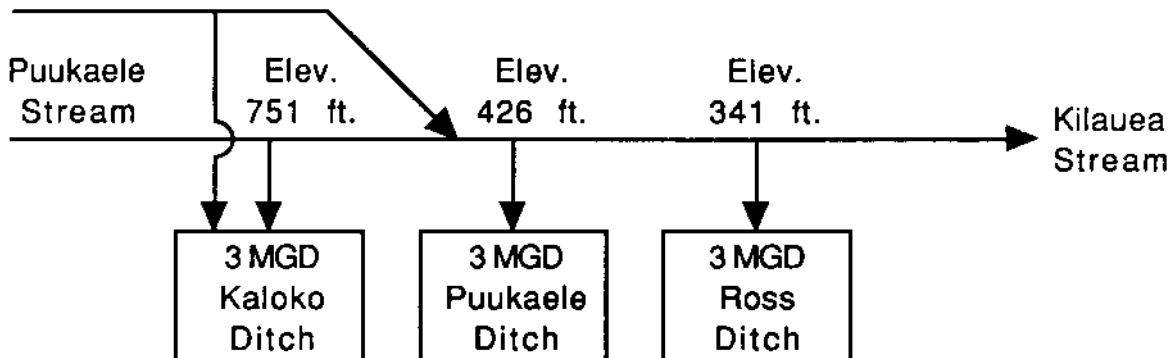 Puukaele
Stream
Elev.
751 ft.
Elev.
426 ft.
Elev.
341 ft.
Kilauea
Stream
3 MGD
Kaloko
Ditch
3 MGD
Puukaele
Ditch
3 MGD
Ross
Ditch